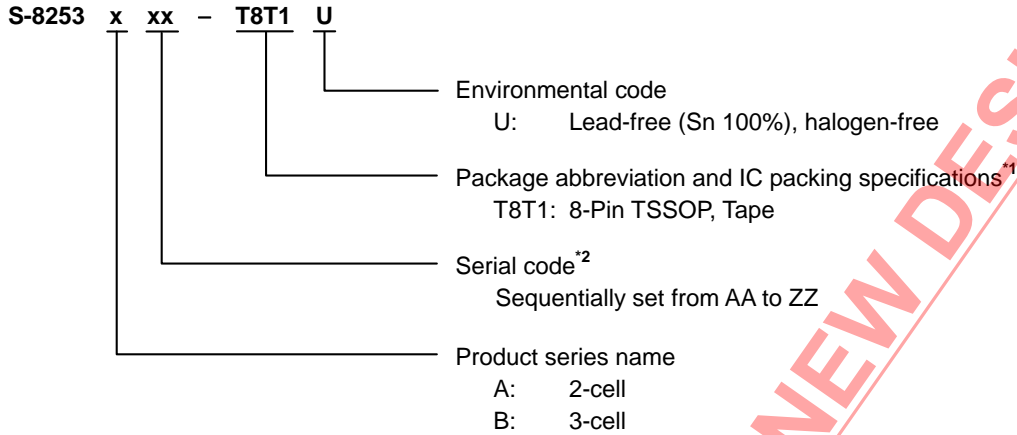 S-8253 x xx – T8T1 U
Environmental code
U: Lead-free (Sn 100%), halogen-free
Package abbreviation and IC packing specifications*1
T8T1: 8-Pin TSSOP, Tape
Serial code*2
Sequentially set from AA to ZZ
Product series name
A: 2-cell
B: 3-cell
NEW DES